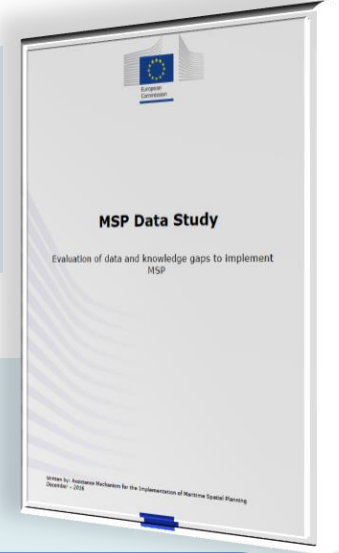 European
Commission
MSP Data Study
Evaluation of data and knowledge gaps to implement
MSP
Written by: Assistance Mechanism for the Implementation of Maritime Spatial Planning
December – 2016